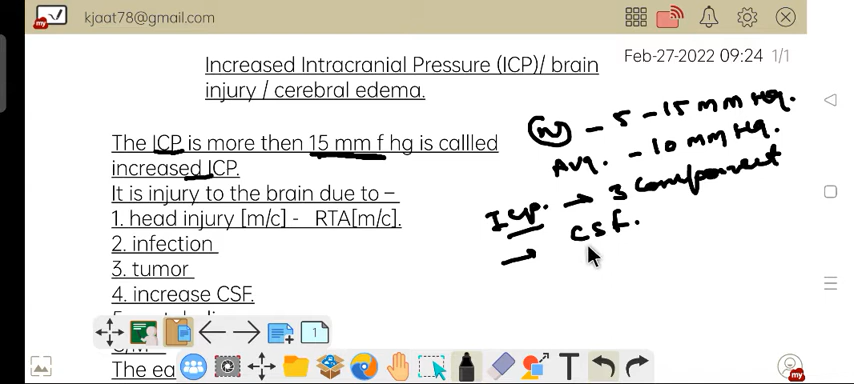 kjaat78@gmail.com
Feb-27-2022 09:24 1/1
Increased Intracranial Pressure (ICP)/ brain
injury / cerebral edema.
The ICP is more then 15 mm f hg is callled
increased ICP.
It is injury to the brain due to –
1. head injury [m/c] - RTA[m/c].
2. infection
3. tumor
4. increase CSF.
The ea
N – 5 - 15 mm Hg.
Avg. – 10 mm Hg.
Icp. → 3 component
→ CSF.
1
T
my
my